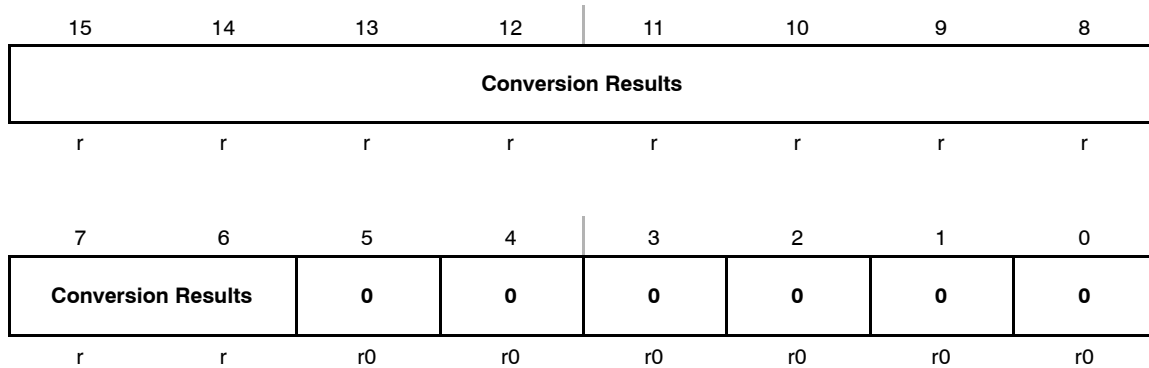 15 14 13 12 11 10 9 8
Conversion Results
r r r r r r r r
7 6 5 4 3 2 1 0
Conversion Results 0 0 0 0 0 0
r r r0 r0 r0 r0 r0 r0